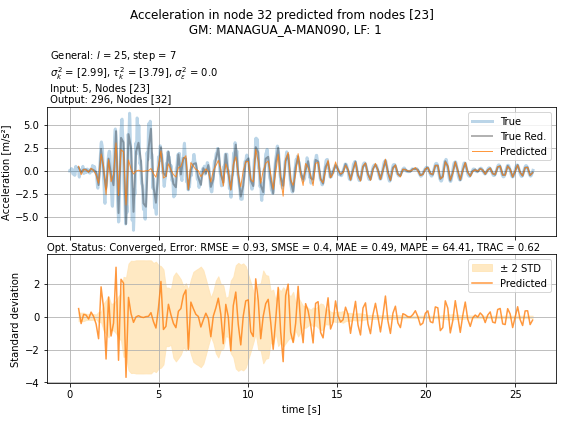 Acceleration in node 32 predicted from nodes [23]
GM: MANAGUA_A-MAN090, LF: 1
General: l = 25, step = 7
σ²ₖ = [2.99], τ²ₖ = [3.79], σ²ε = 0.0
Input: 5, Nodes [23]
Output: 296, Nodes [32]
Acceleration [m/s²]
5.0
2.5
0.0
−2.5
−5.0
True
True Red.
Predicted
Opt. Status: Converged, Error: RMSE = 0.93, SMSE = 0.4, MAE = 0.49, MAPE = 64.41, TRAC = 0.62
Standard deviation
2
0
−2
−4
± 2 STD
Predicted
0 5 10 15 20 25
time [s]